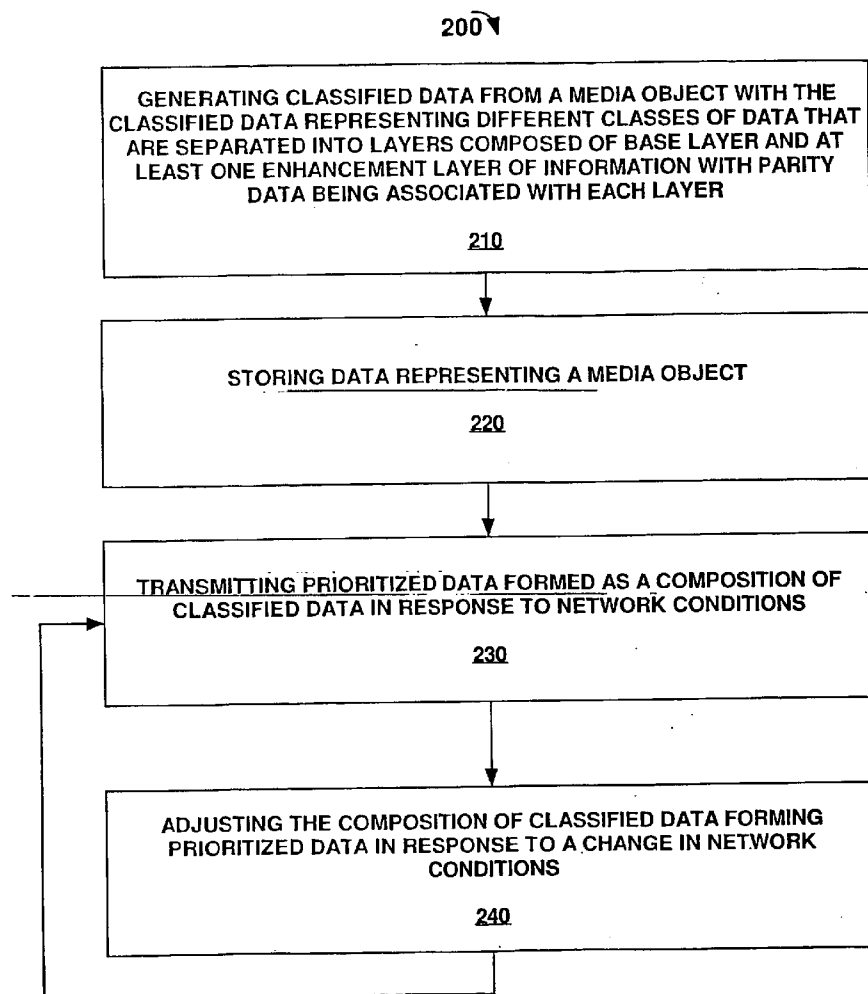 200
GENERATING CLASSIFIED DATA FROM A MEDIA OBJECT WITH THE
CLASSIFIED DATA REPRESENTING DIFFERENT CLASSES OF DATA THAT
ARE SEPARATED INTO LAYERS COMPOSED OF BASE LAYER AND AT
LEAST ONE ENHANCEMENT LAYER OF INFORMATION WITH PARITY
DATA BEING ASSOCIATED WITH EACH LAYER
210
STORING DATA REPRESENTING A MEDIA OBJECT
220
TRANSMITTING PRIORITIZED DATA FORMED AS A COMPOSITION OF
CLASSIFIED DATA IN RESPONSE TO NETWORK CONDITIONS
230
ADJUSTING THE COMPOSITION OF CLASSIFIED DATA FORMING
PRIORITIZED DATA IN RESPONSE TO A CHANGE IN NETWORK
CONDITIONS
240